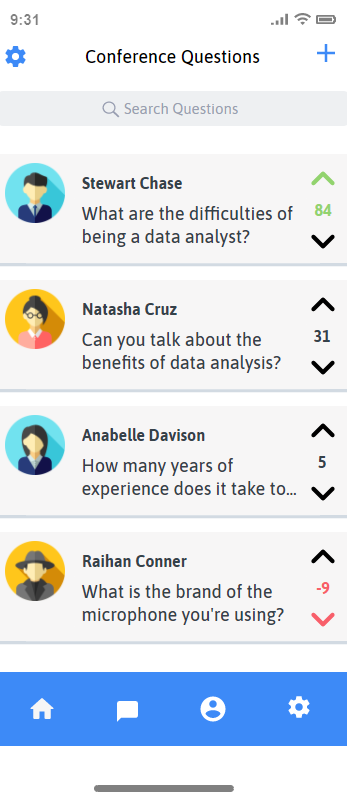 9:31
Conference Questions
Search Questions
Stewart Chase
What are the difficulties of
being a data analyst?
84
Natasha Cruz
Can you talk about the
benefits of data analysis?
31
Anabelle Davison
How many years of
experience does it take to...
5
Raihan Conner
What is the brand of the
microphone you're using?
-9